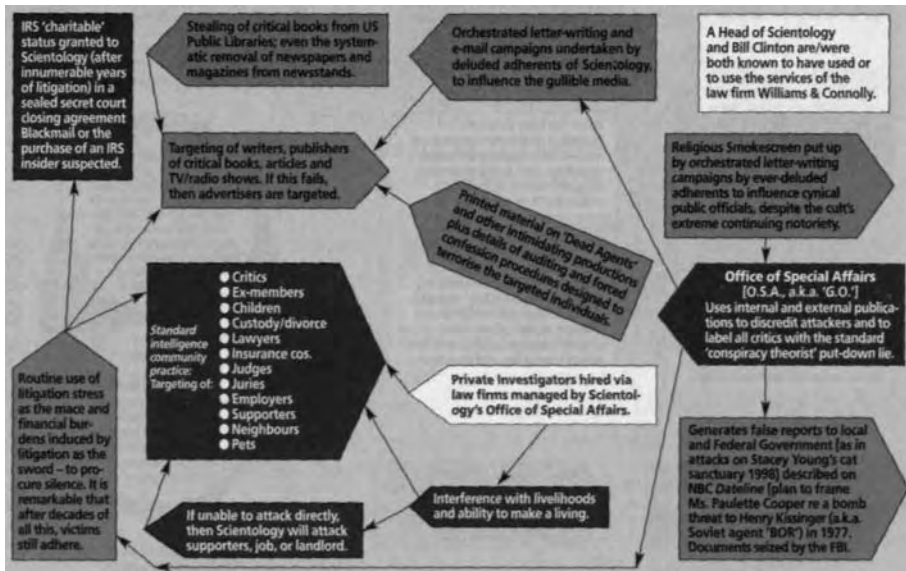 IRS 'charitable'
status granted to
Scientology (after
innumerable years
of litigation) in a
sealed secret court
closing agreement
Blackmail or the
purchase of an IRS
insider suspected.
Stealing of critical books from US
Public Libraries; even the system-
atic removal of newspapers and
magazines from newsstands.
Orchestrated letter-writing and
e-mail campaigns undertaken by
deluded adherents of Scientology,
to influence the gullible media.
A Head of Scientology
and Bill Clinton are/were
both known to have used or
to use the services of the
law firm Williams & Connolly.
Targeting of writers, publishers
of critical books, articles and
TV/radio shows. If this fails,
then advertisers are targeted.
Religious Smokescreen put up
by orchestrated letter-writing
campaigns by ever-deluded
adherents to influence cynical
public officials, despite the cult's
extreme continuing notoriety.
Printed material on 'Dead Agents'
and other intimidating productions
plus details of auditing and forced
confession procedures designed to
terrorise the targeted individuals.
Office of Special Affairs
[O.S.A., a.k.a. 'G.O.']
Uses internal and external publica-
tions to discredit attackers and to
label all critics with the standard
'conspiracy theorist' put-down lie.
Standard
intelligence
community
practice:
Targeting of:
● Critics
● Ex-members
● Children
● Custody/divorce
● Lawyers
● Insurance cos.
● Judges
● Juries
● Employers
● Supporters
● Neighbours
● Pets
Private Investigators hired via
law firms managed by Scientol-
ogy's Office of Special Affairs.
Routine use of
litigation stress
as the mace and
financial bur-
dens induced by
litigation as the
sword – to pro-
cure silence. It is
remarkable that
after decades of
all this, victims
still adhere.
If unable to attack directly,
then Scientology will attack
supporters, job, or landlord.
Interference with livelihoods
and ability to make a living.
Generates false reports to local
and Federal Government [as in
attacks on Stacey Young's cat
sanctuary 1998] described on
NBC Dateline [plan to frame
Ms. Paulette Cooper re a bomb
threat to Henry Kissinger (a.k.a.
Soviet agent 'BOR') in 1977.
Documents seized by the FBI.